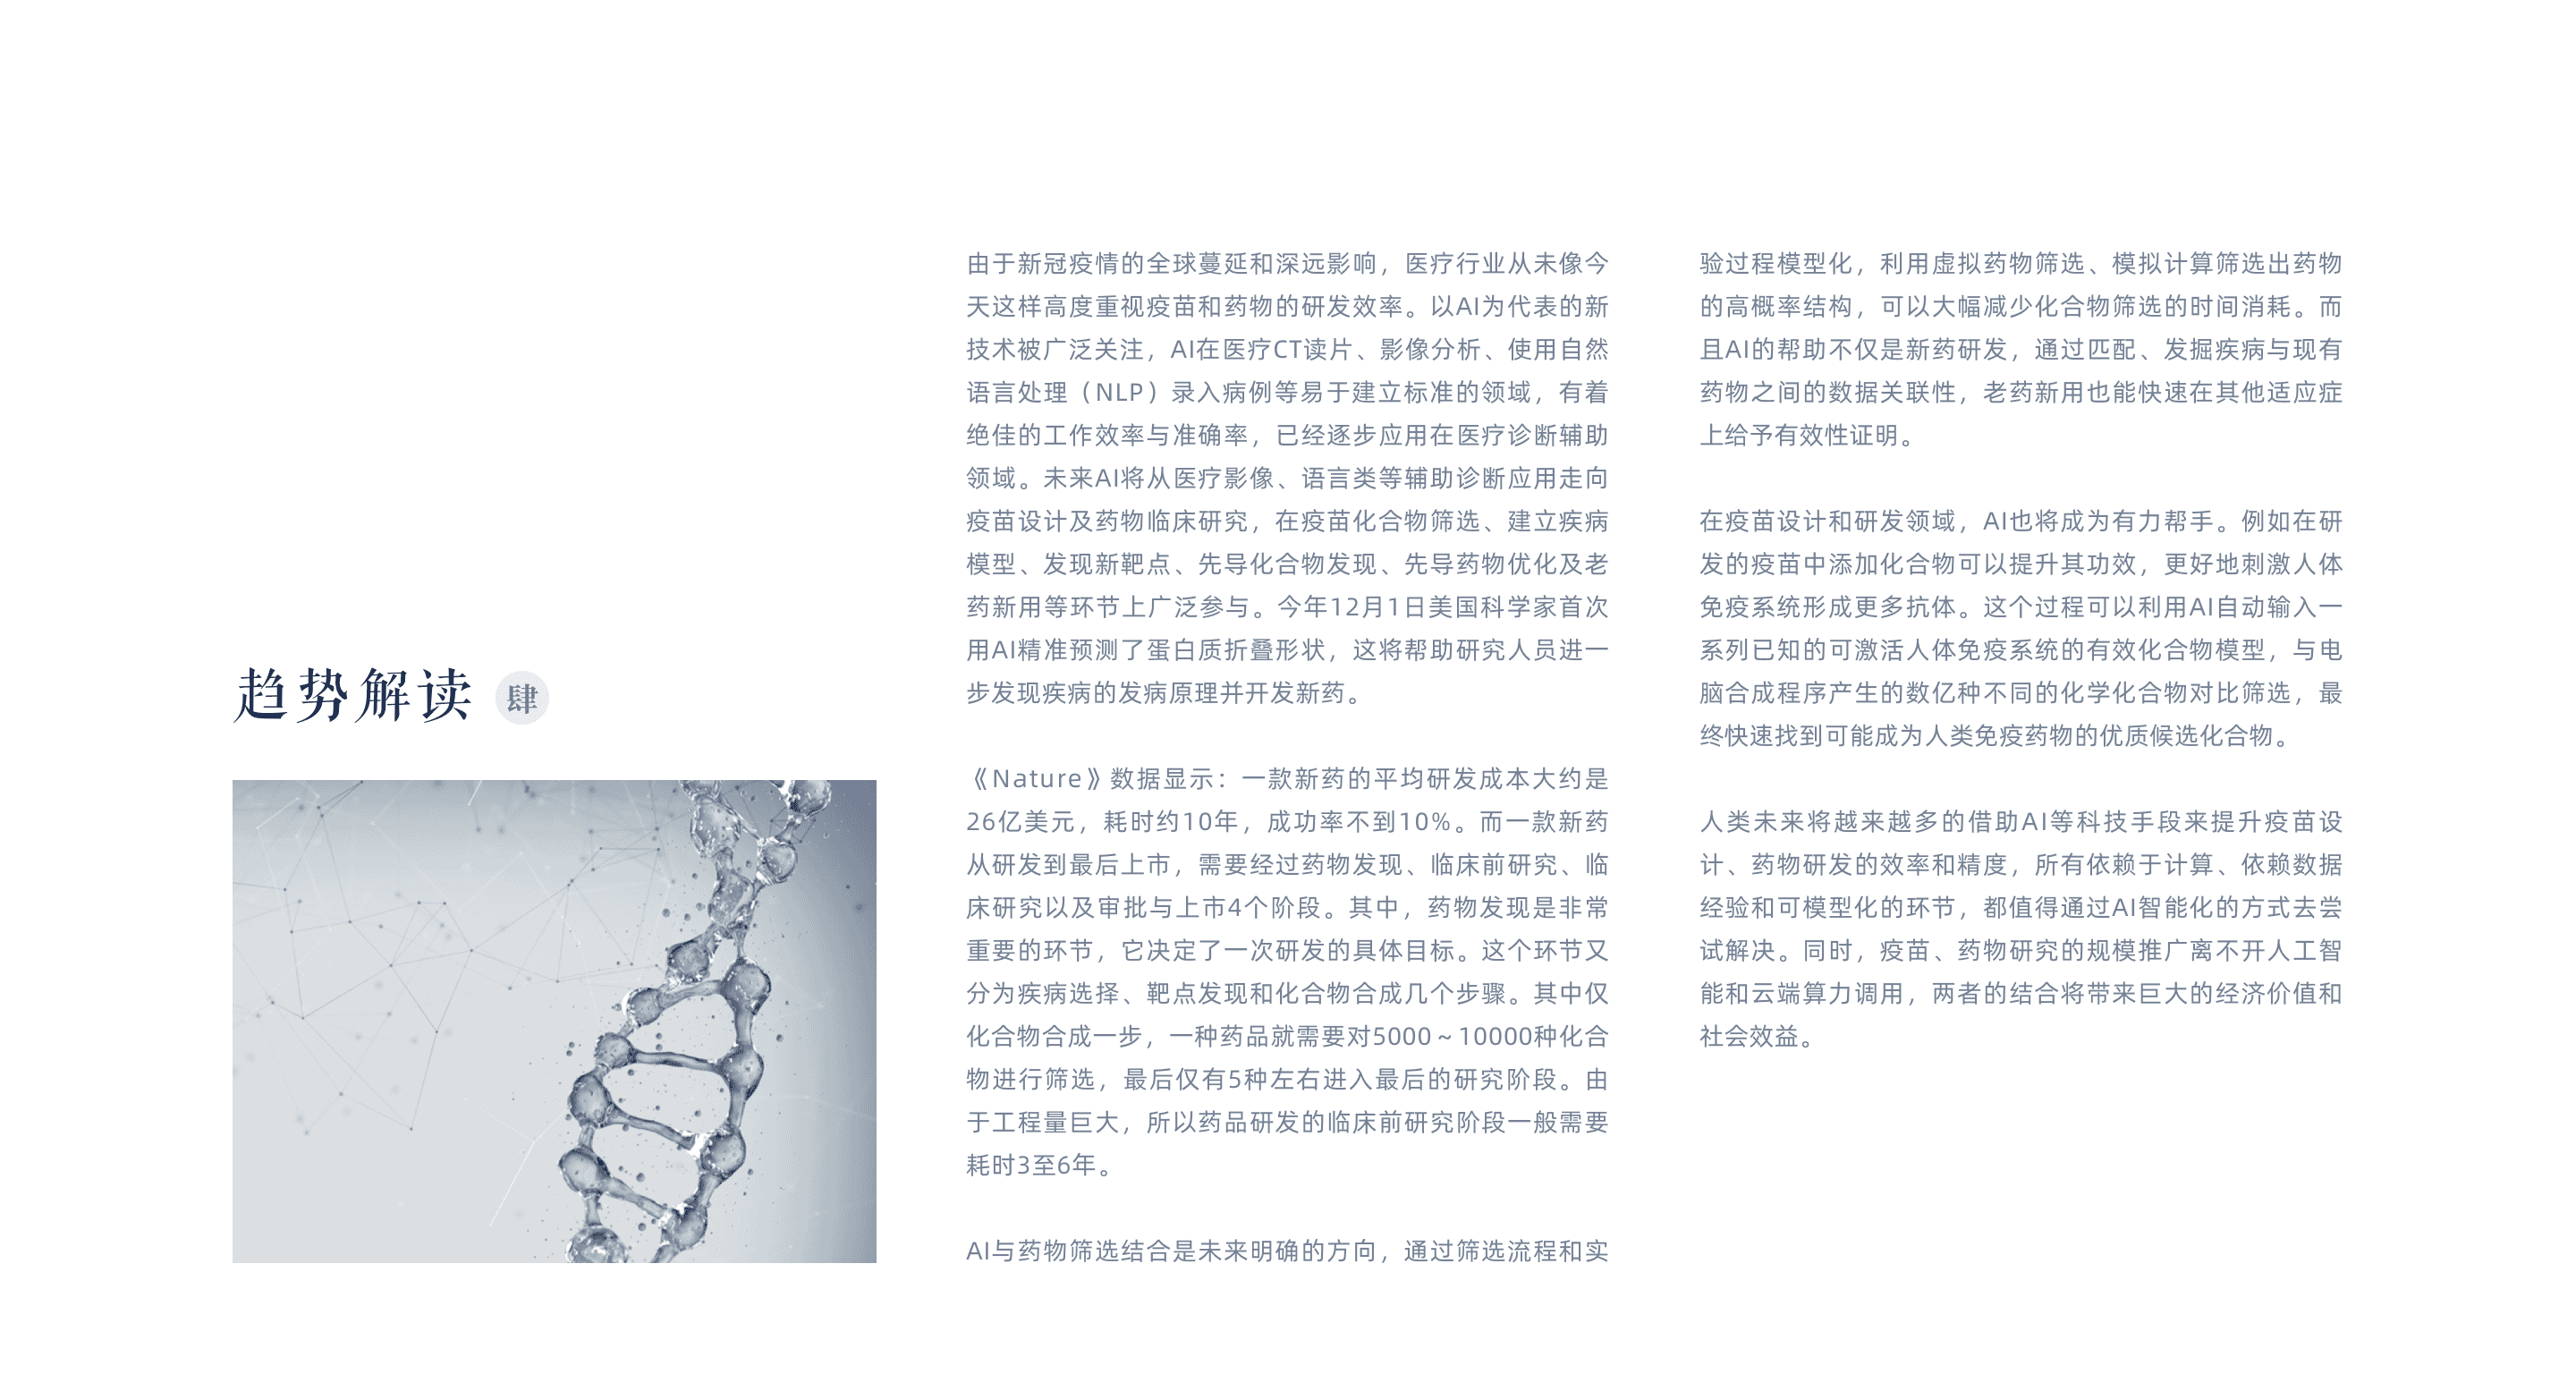 趋势解读 肆
由于新冠疫情的全球蔓延和深远影响，医疗行业从未像今
天这样高度重视疫苗和药物的研发效率。以AI为代表的新
技术被广泛关注，AI在医疗CT读片、影像分析、使用自然
语言处理（NLP）录入病例等易于建立标准的领域，有着
绝佳的工作效率与准确率，已经逐步应用在医疗诊断辅助
领域。未来AI将从医疗影像、语言类等辅助诊断应用走向
疫苗设计及药物临床研究，在疫苗化合物筛选、建立疾病
模型、发现新靶点、先导化合物发现、先导药物优化及老
药新用等环节上广泛参与。今年12月1日美国科学家首次
用AI精准预测了蛋白质折叠形状，这将帮助研究人员进一
步发现疾病的发病原理并开发新药。
《Nature》数据显示：一款新药的平均研发成本大约是
26亿美元，耗时约10年，成功率不到10%。而一款新药
从研发到最后上市，需要经过药物发现、临床前研究、临
床研究以及审批与上市4个阶段。其中，药物发现是非常
重要的环节，它决定了一次研发的具体目标。这个环节又
分为疾病选择、靶点发现和化合物合成几个步骤。其中仅
化合物合成一步，一种药品就需要对5000～10000种化合
物进行筛选，最后仅有5种左右进入最后的研究阶段。由
于工程量巨大，所以药品研发的临床前研究阶段一般需要
耗时3至6年。
AI与药物筛选结合是未来明确的方向，通过筛选流程和实
验过程模型化，利用虚拟药物筛选、模拟计算筛选出药物
的高概率结构，可以大幅减少化合物筛选的时间消耗。而
且AI的帮助不仅是新药研发，通过匹配、发掘疾病与现有
药物之间的数据关联性，老药新用也能快速在其他适应症
上给予有效性证明。
在疫苗设计和研发领域，AI也将成为有力帮手。例如在研
发的疫苗中添加化合物可以提升其功效，更好地刺激人体
免疫系统形成更多抗体。这个过程可以利用AI自动输入一
系列已知的可激活人体免疫系统的有效化合物模型，与电
脑合成程序产生的数亿种不同的化学化合物对比筛选，最
终快速找到可能成为人类免疫药物的优质候选化合物。
人类未来将越来越多的借助AI等科技手段来提升疫苗设
计、药物研发的效率和精度，所有依赖于计算、依赖数据
经验和可模型化的环节，都值得通过AI智能化的方式去尝
试解决。同时，疫苗、药物研究的规模推广离不开人工智
能和云端算力调用，两者的结合将带来巨大的经济价值和
社会效益。